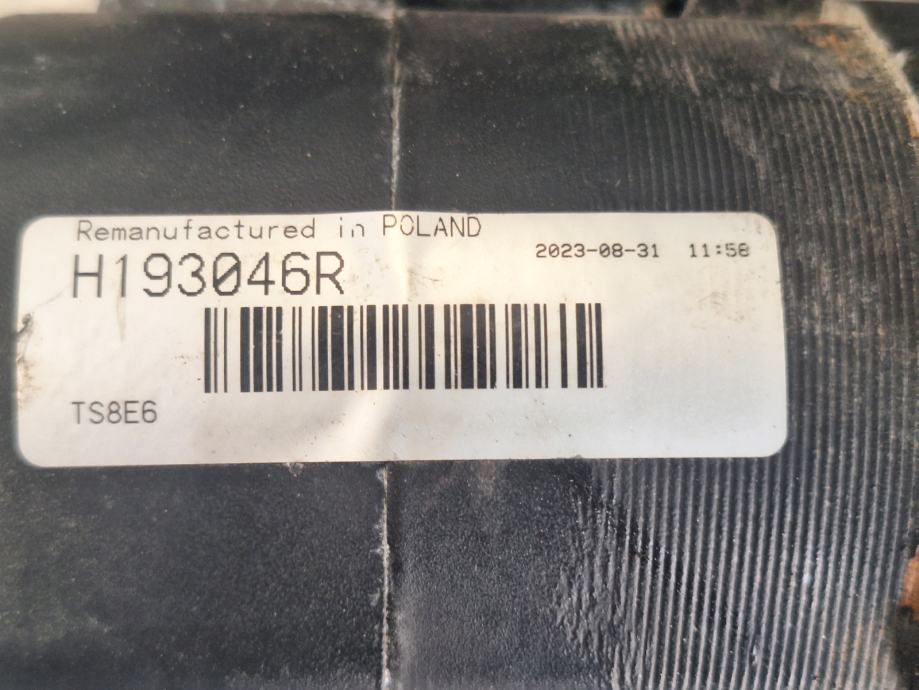 Remanufactured in POLAND
H193046R
2023-08-31 11:58
TS8E6